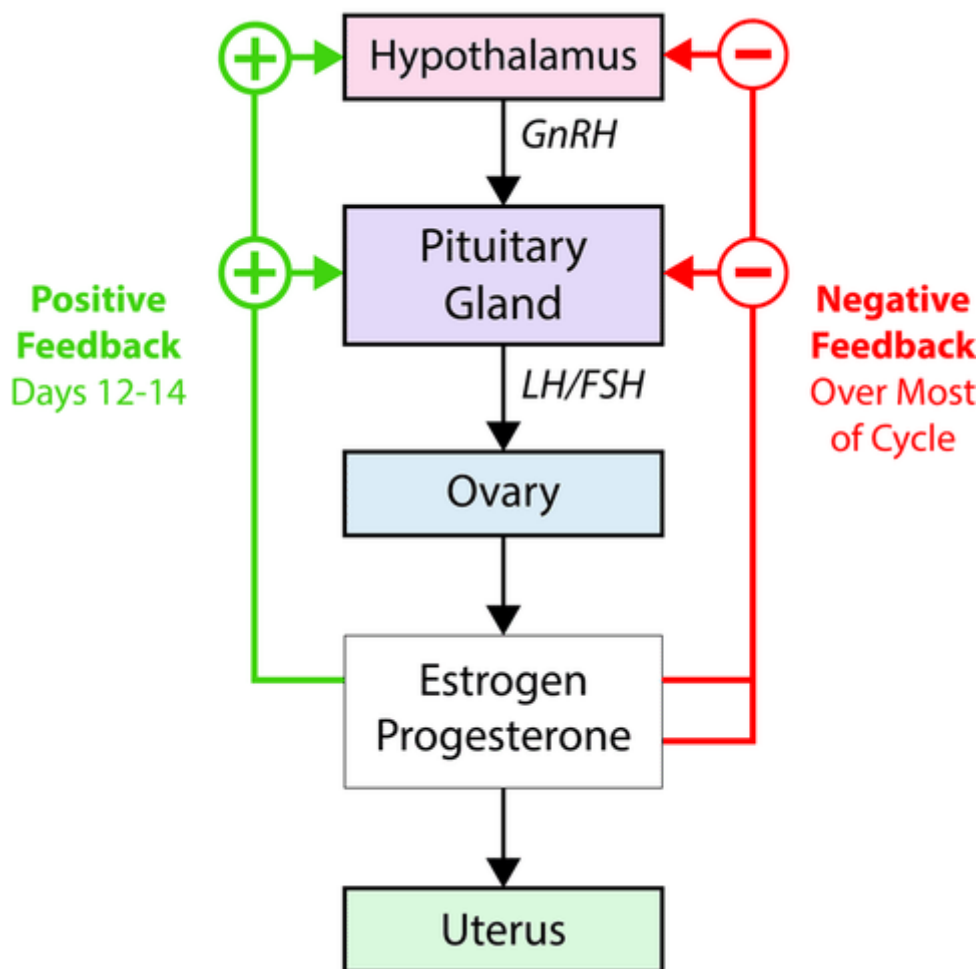 Hypothalamus
GnRH
Pituitary
Gland
Positive
Feedback
Days 12-14
Negative
Feedback
Over Most
of Cycle
LH/FSH
Ovary
Estrogen
Progesterone
Uterus